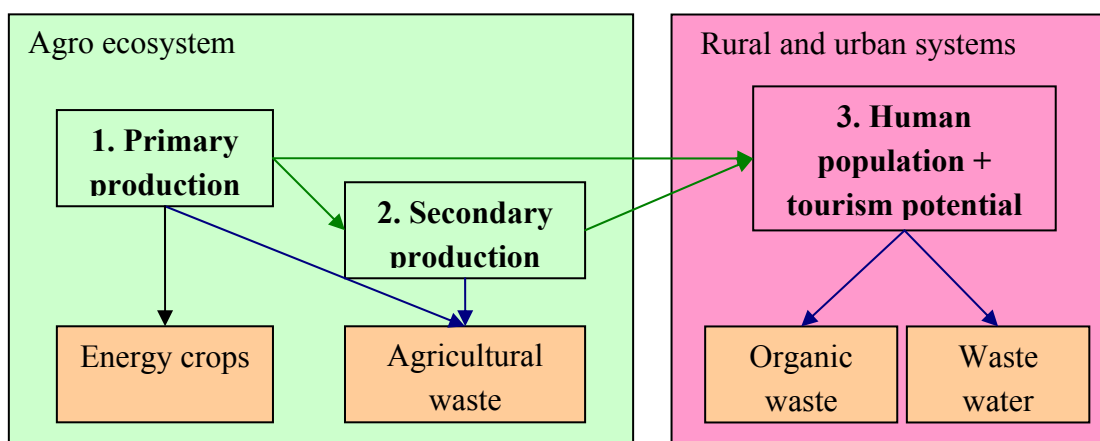 Agro ecosystem
Rural and urban systems
1. Primary
production
2. Secondary
production
3. Human
population +
tourism potential
Energy crops
Agricultural
waste
Organic
waste
Waste
water